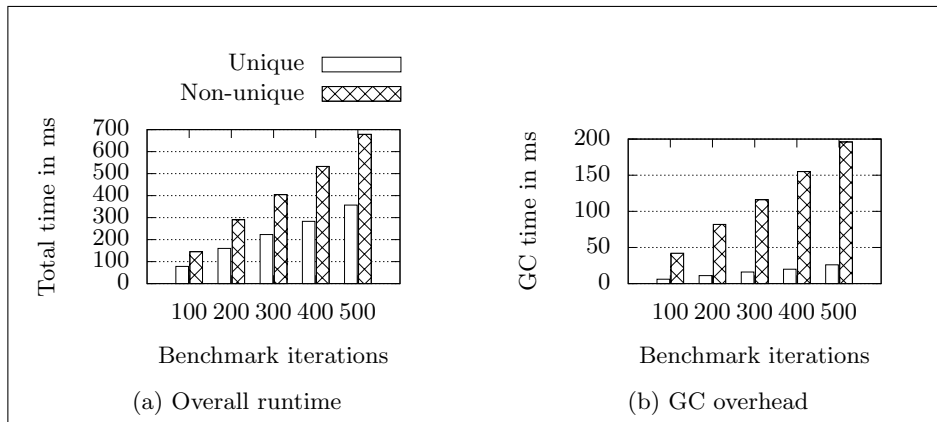 Unique
Non-unique
Total time in ms
700
600
500
400
300
200
100
0
100 200 300 400 500
Benchmark iterations
(a) Overall runtime
GC time in ms
200
150
100
50
0
100 200 300 400 500
Benchmark iterations
(b) GC overhead